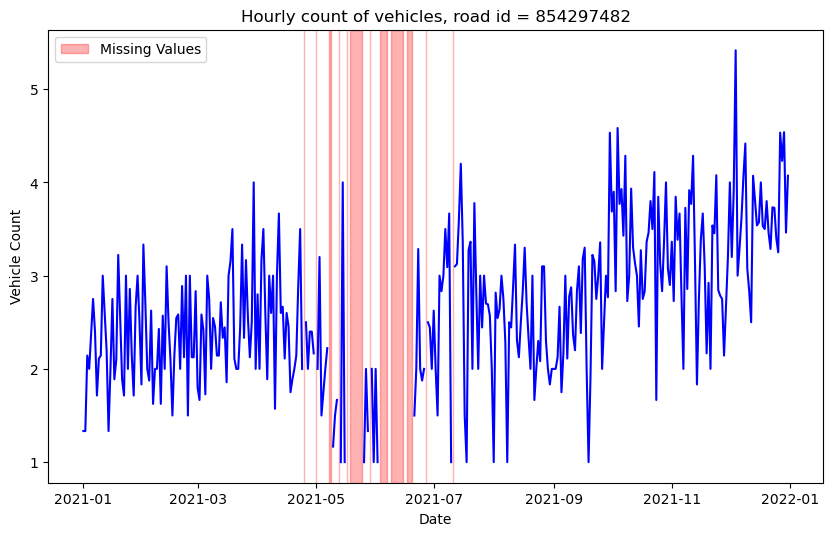 Hourly count of vehicles, road id = 854297482
Missing Values
Vehicle Count
5
4
3
2
1
2021-01 2021-03 2021-05 2021-07 2021-09 2021-11 2022-01
Date